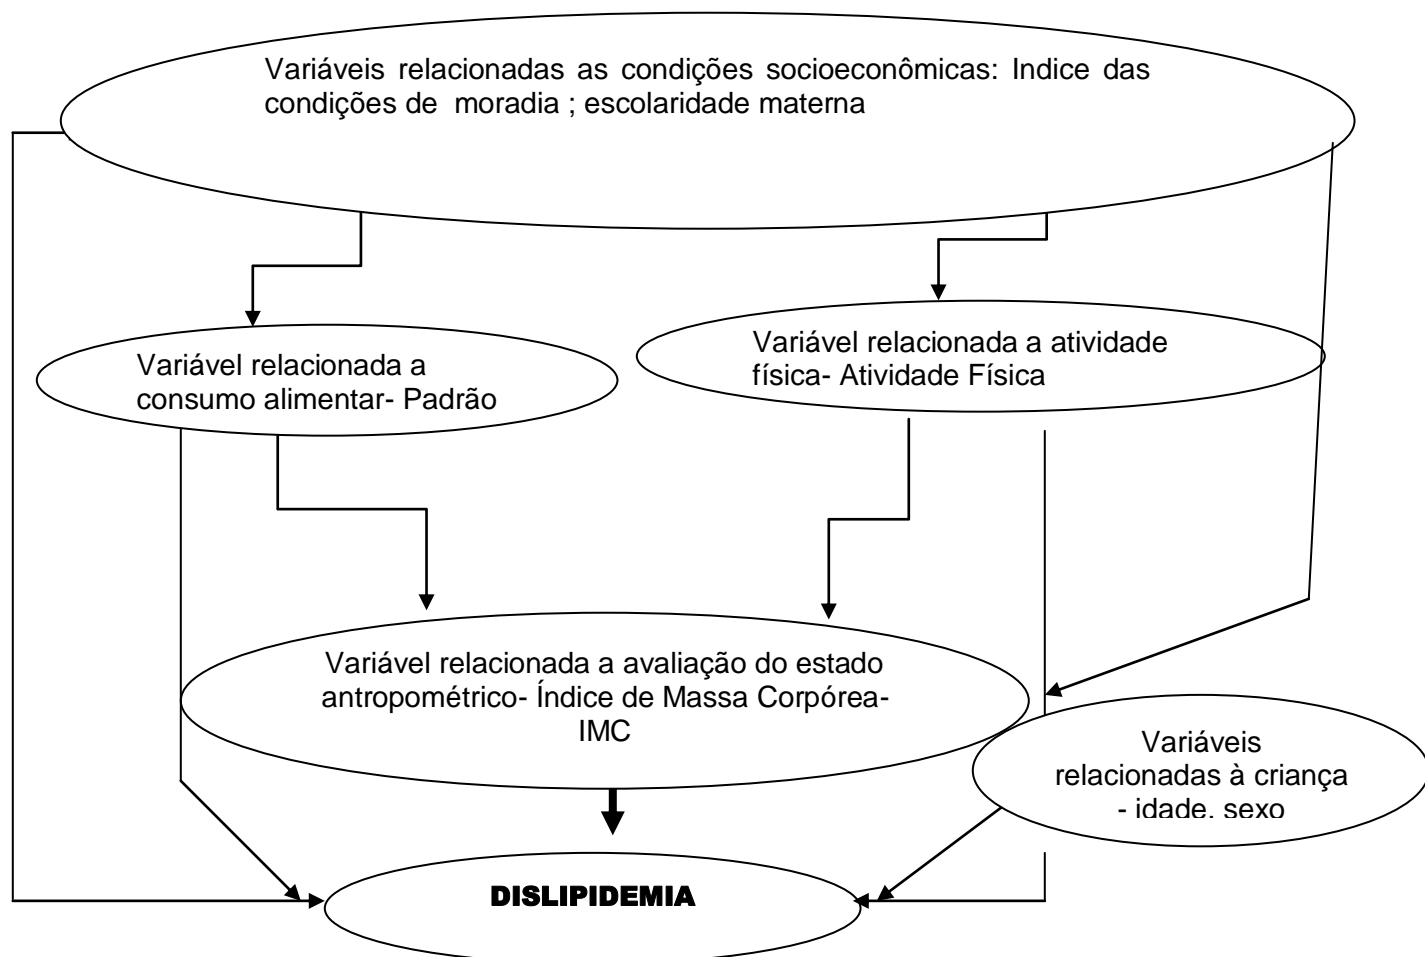 Variáveis relacionadas as condições socioeconômicas: Indice das
condições de moradia ; escolaridade materna
Variável relacionada a
consumo alimentar- Padrão
Variável relacionada a atividade
física- Atividade Física
Variável relacionada a avaliação do estado
antropométrico- Índice de Massa Corpórea-
IMC
Variáveis
relacionadas à criança
- idade, sexo
DISLIPIDEMIA